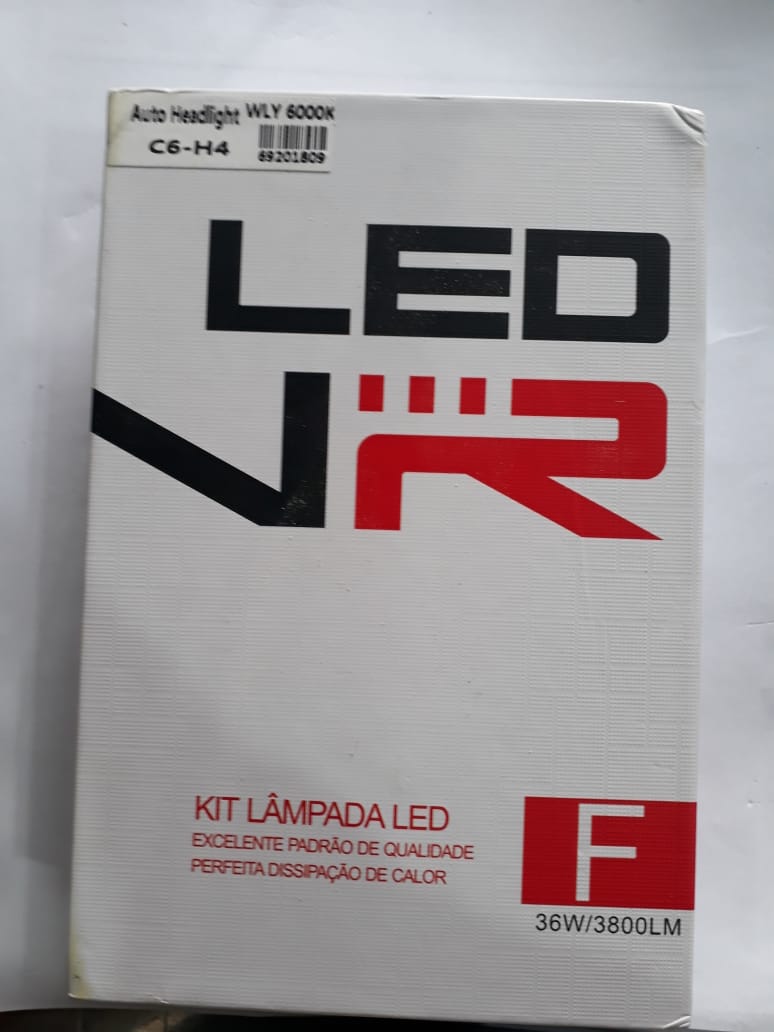 Auto Headlight WLY 6000K
C6-H4
69201809
LED
VR
KIT LÂMPADA LED
EXCELENTE PADRÃO DE QUALIDADE
PERFEITA DISSIPAÇÃO DE CALOR
F
36W/3800LM